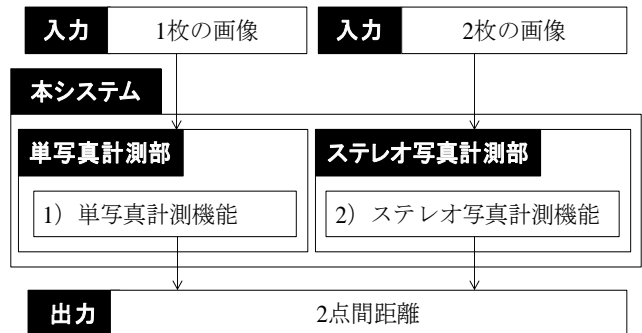 入力 1枚の画像
入力 2枚の画像
本システム
単写真計測部
1) 単写真計測機能
ステレオ写真計測部
2) ステレオ写真計測機能
出力 2点間距離